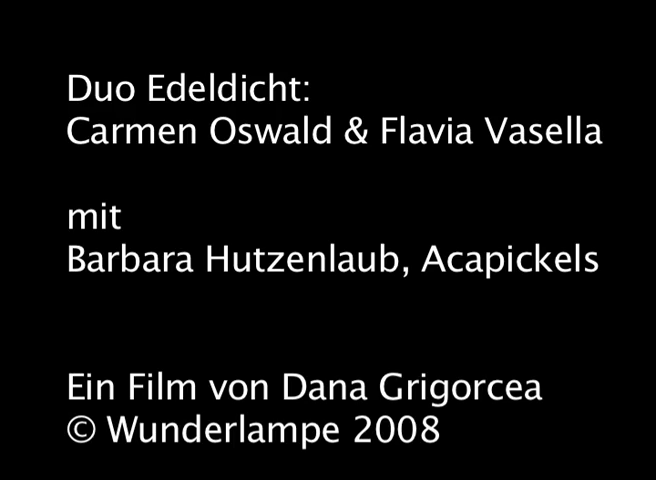 Duo Edeldicht:
Carmen Oswald & Flavia Vasella
mit
Barbara Hutzenlaub, Acapickels
Ein Film von Dana Grigorcea
© Wunderlampe 2008